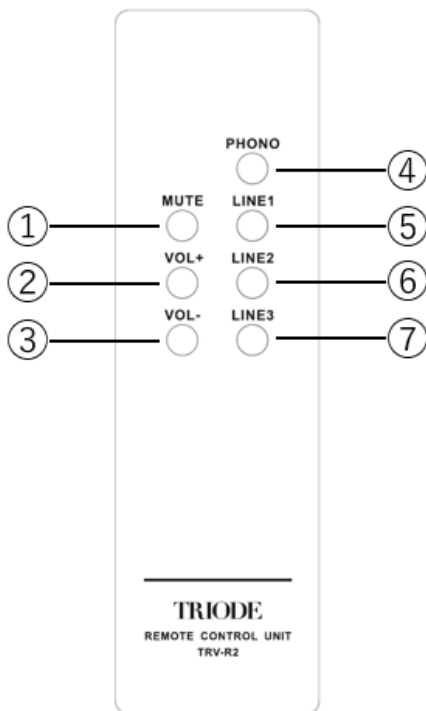 PHONO
④
MUTE LINE1
① ⑤
VOL+ LINE2
② ⑥
VOL- LINE3
③ ⑦
TRIODE
REMOTE CONTROL UNIT
TRV-R2